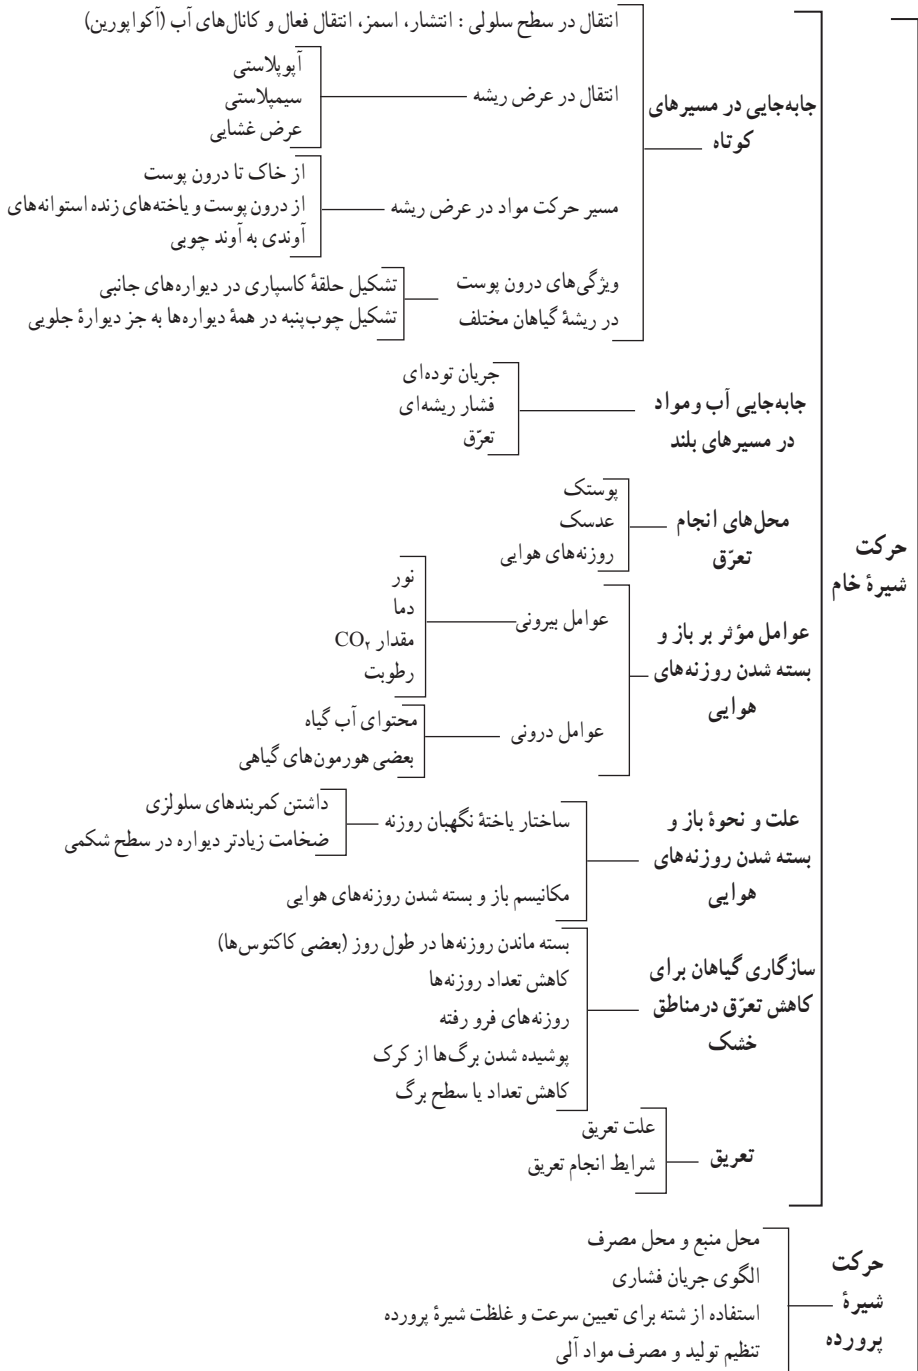 حرکت
شیرهٔ خام
جابه‌جایی در مسیرهای
کوتاه
انتقال در سطح سلولی : انتشار، اسمز، انتقال فعال و کانال‌های آب (آکواپورین)
انتقال در عرض ریشه
آپوپلاستی
سیمپلاستی
عرض غشایی
مسیر حرکت مواد در عرض ریشه
از خاک تا درون پوست
از درون پوست و یاخته‌های زنده استوانه‌های
آوندی به آوند چوبی
ویژگی‌های درون پوست
در ریشهٔ گیاهان مختلف
تشکیل حلقهٔ کاسپاری در دیواره‌های جانبی
تشکیل چوب‌پنبه در همهٔ دیواره‌ها به جز دیوارهٔ جلویی
جابه‌جایی آب ومواد
در مسیرهای بلند
جریان توده‌ای
فشار ریشه‌ای
تعرّق
محل‌های انجام
تعرّق
پوستک
عدسک
روزنه‌های هوایی
عوامل مؤثر بر باز و
بسته شدن روزنه‌های
هوایی
عوامل بیرونی
نور
دما
مقدار CO₂
رطوبت
عوامل درونی
محتوای آب گیاه
بعضی هورمون‌های گیاهی
علت و نحوهٔ باز و
بسته شدن روزنه‌های
هوایی
ساختار یاختهٔ نگهبان روزنه
داشتن کمربندهای سلولزی
ضخامت زیادتر دیواره در سطح شکمی
مکانیسم باز و بسته شدن روزنه‌های هوایی
سازگاری گیاهان برای
کاهش تعرّق درمناطق
خشک
بسته ماندن روزنه‌ها در طول روز (بعضی کاکتوس‌ها)
کاهش تعداد روزنه‌ها
روزنه‌های فرو رفته
پوشیده شدن برگ‌ها از کرک
کاهش تعداد یا سطح برگ
تعریق
علت تعریق
شرایط انجام تعریق
حرکت
شیرهٔ
پرورده
محل منبع و محل مصرف
الگوی جریان فشاری
استفاده از شته برای تعیین سرعت و غلظت شیرهٔ پرورده
تنظیم تولید و مصرف مواد آلی